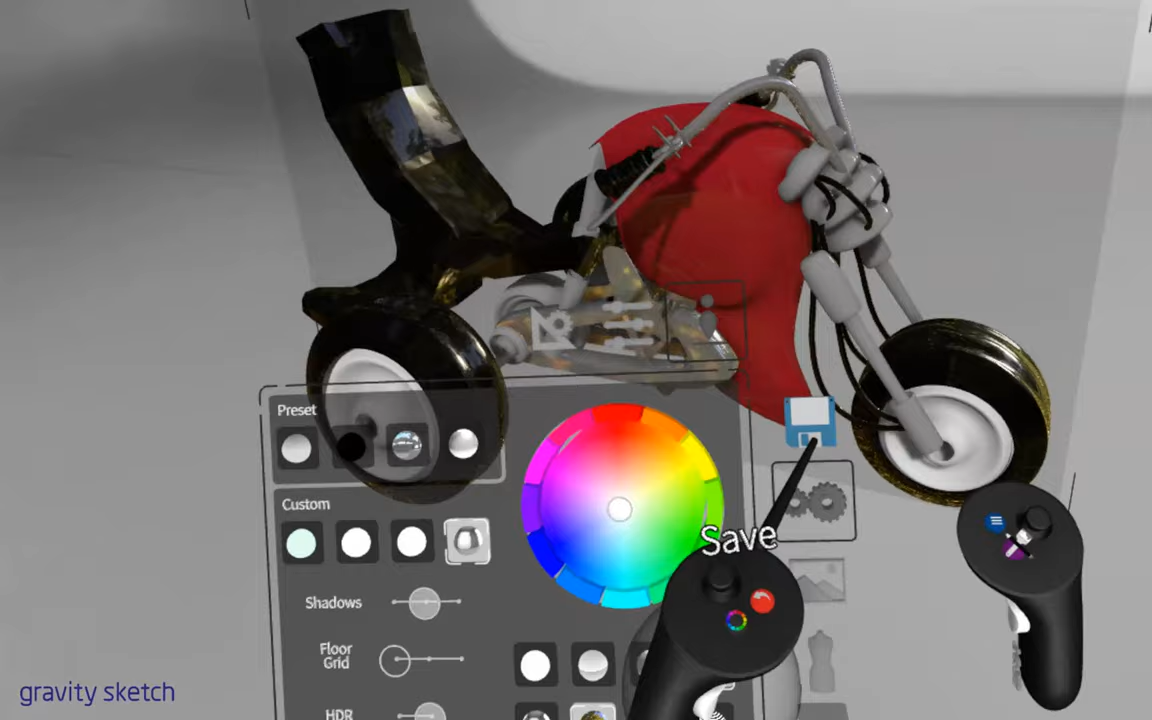 Preset
Custom
Save
Shadows
Floor
Grid
HDR
gravity sketch